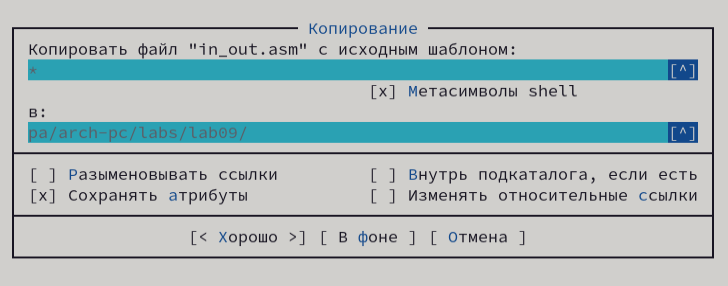 Копирование
Копировать файл "in_out.asm" с исходным шаблоном:
* [^]
[x] Метасимволы shell
в:
pa/arch-pc/labs/lab09/ [^]
[ ] Разыменовывать ссылки [ ] Внутрь подкаталога, если есть
[x] Сохранять атрибуты [ ] Изменять относительные ссылки
[< Хорошо >] [ В фоне ] [ Отмена ]